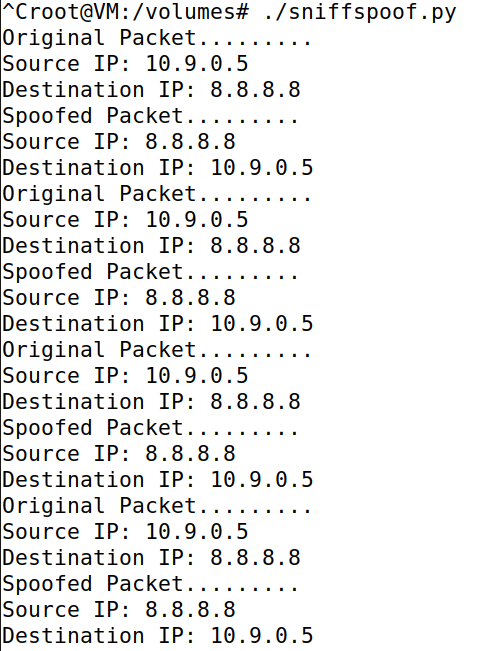 ^Croot@VM:/volumes# ./sniffspoof.py
Original Packet.........
Source IP: 10.9.0.5
Destination IP: 8.8.8.8
Spoofed Packet.........
Source IP: 8.8.8.8
Destination IP: 10.9.0.5
Original Packet.........
Source IP: 10.9.0.5
Destination IP: 8.8.8.8
Spoofed Packet.........
Source IP: 8.8.8.8
Destination IP: 10.9.0.5
Original Packet.........
Source IP: 10.9.0.5
Destination IP: 8.8.8.8
Spoofed Packet.........
Source IP: 8.8.8.8
Destination IP: 10.9.0.5
Original Packet.........
Source IP: 10.9.0.5
Destination IP: 8.8.8.8
Spoofed Packet.........
Source IP: 8.8.8.8
Destination IP: 10.9.0.5